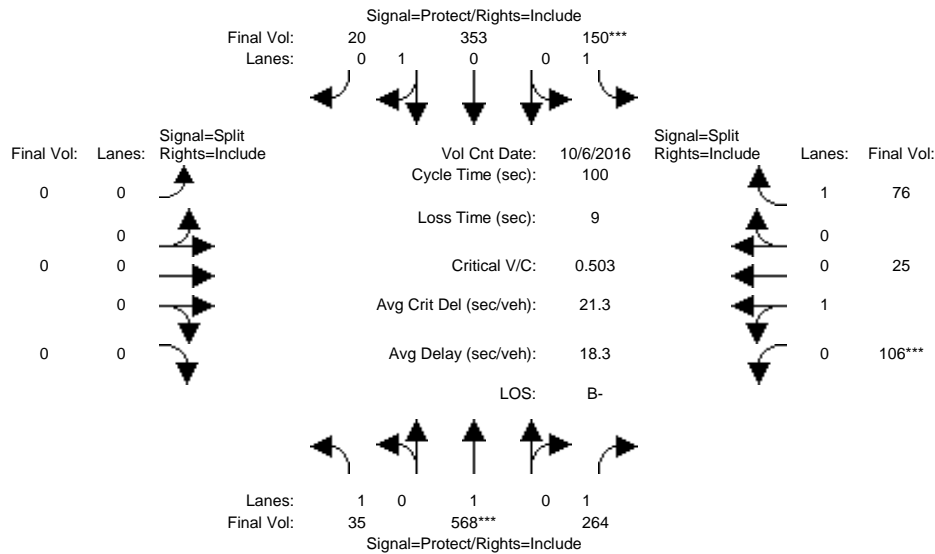 Signal=Protect/Rights=Include
Final Vol: 20 353 150***
Lanes: 0 1 0 0 1
Signal=Split
Final Vol: Lanes: Rights=Include
Vol Cnt Date: 10/6/2016
Signal=Split
Rights=Include Lanes: Final Vol:
Cycle Time (sec): 100
0 0
1 76
Loss Time (sec): 9
0
0
0 0
Critical V/C: 0.503
0 25
0
Avg Crit Del (sec/veh): 21.3
1
0 0
Avg Delay (sec/veh): 18.3
0 106***
LOS: B-
Lanes: 1 0 1 0 1
Final Vol: 35 568*** 264
Signal=Protect/Rights=Include